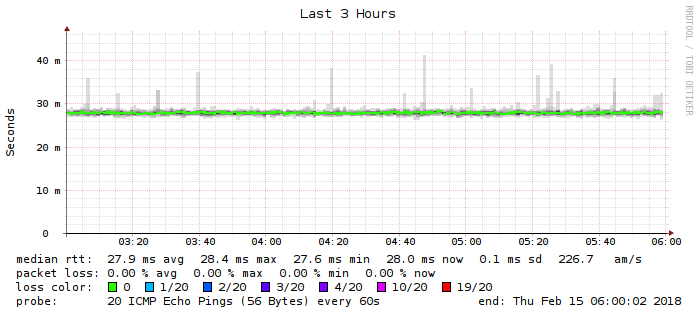 Last 3 Hours
RRDTOOL / TOBI OETIKER
Seconds
40 m
30 m
20 m
10 m
0
03:20 03:40 04:00 04:20 04:40 05:00 05:20 05:40 06:00
median rtt: 27.9 ms avg 28.4 ms max 27.6 ms min 28.0 ms now 0.1 ms sd 226.7 am/s
packet loss: 0.00 % avg 0.00 % max 0.00 % min 0.00 % now
loss color: 0 1/20 2/20 3/20 4/20 10/20 19/20
probe: 20 ICMP Echo Pings (56 Bytes) every 60s end: Thu Feb 15 06:00:02 2018